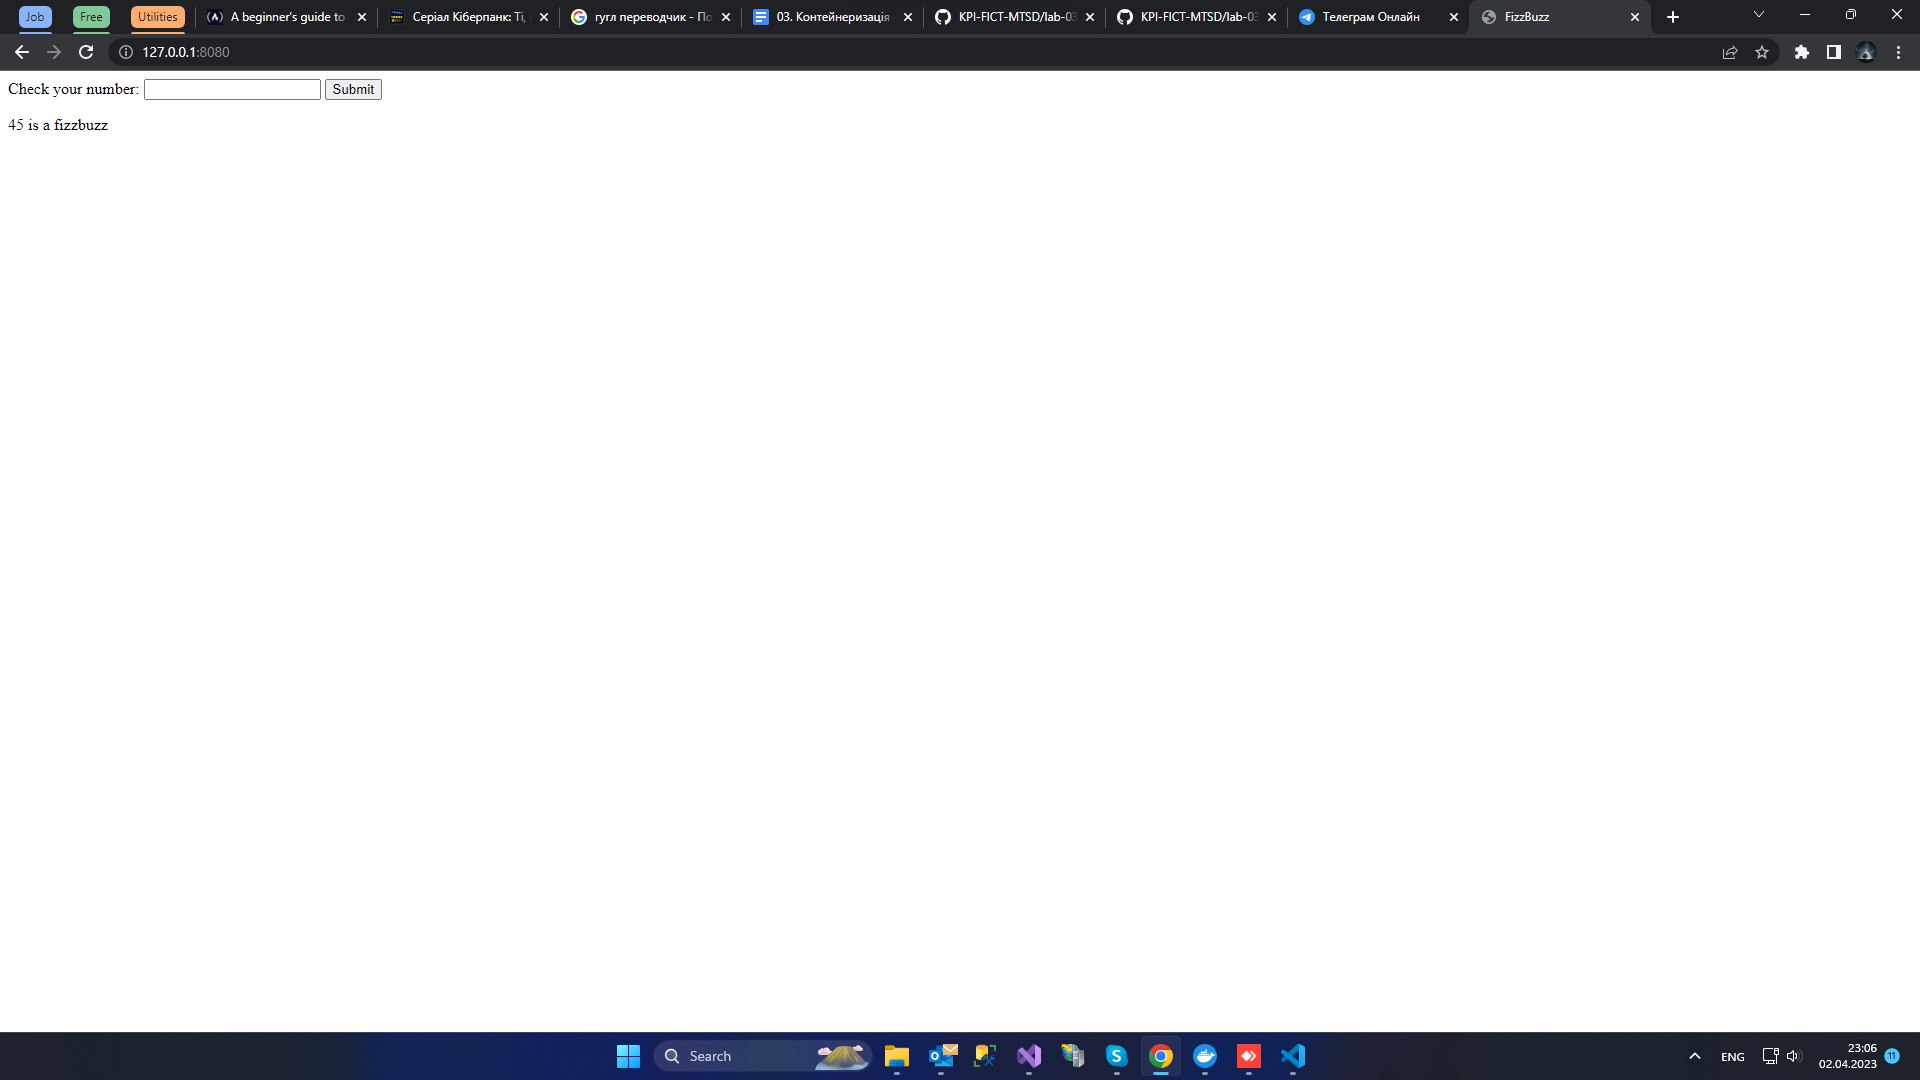 Job Free Utilities A beginner's guide to Серіал Кіберпанк: Ті, гугл переводчик - По 03. Контейнеризація KPI-FICT-MTSD/lab-03 KPI-FICT-MTSD/lab-03 Телеграм Онлайн FizzBuzz
127.0.0.1:8080
Check your number: Submit
45 is a fizzbuzz
Search ENG 23:06
02.04.2023 11